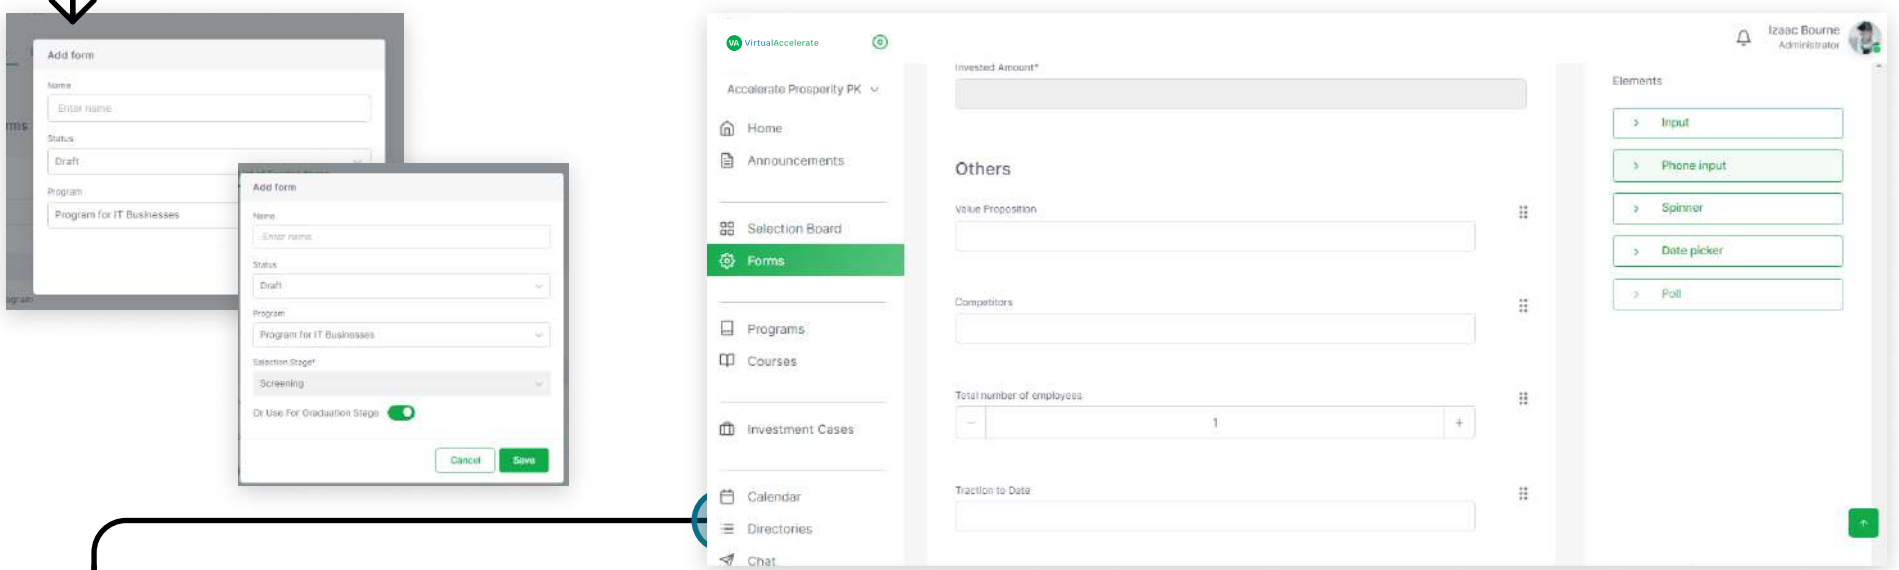 Add form
Name
Enter name
Status
Draft
Program
Program for IT Businesses
Add form
Name
Enter name
Status
Draft
Program
Program for IT Businesses
Selection Stage*
Screening
Or Use For Graduation Stage
Cancel
Save
VA VirtualAccelerate
Izaac Bourne
Administrator
Accelerate Prosperity PK
Home
Announcements
Selection Board
Forms
Programs
Courses
Investment Cases
Calendar
Directories
Chat
Invested Amount*
Others
Value Proposition
Competitors
Total number of employees
1
Traction to Date
Elements
Input
Phone input
Spinner
Date picker
Poll